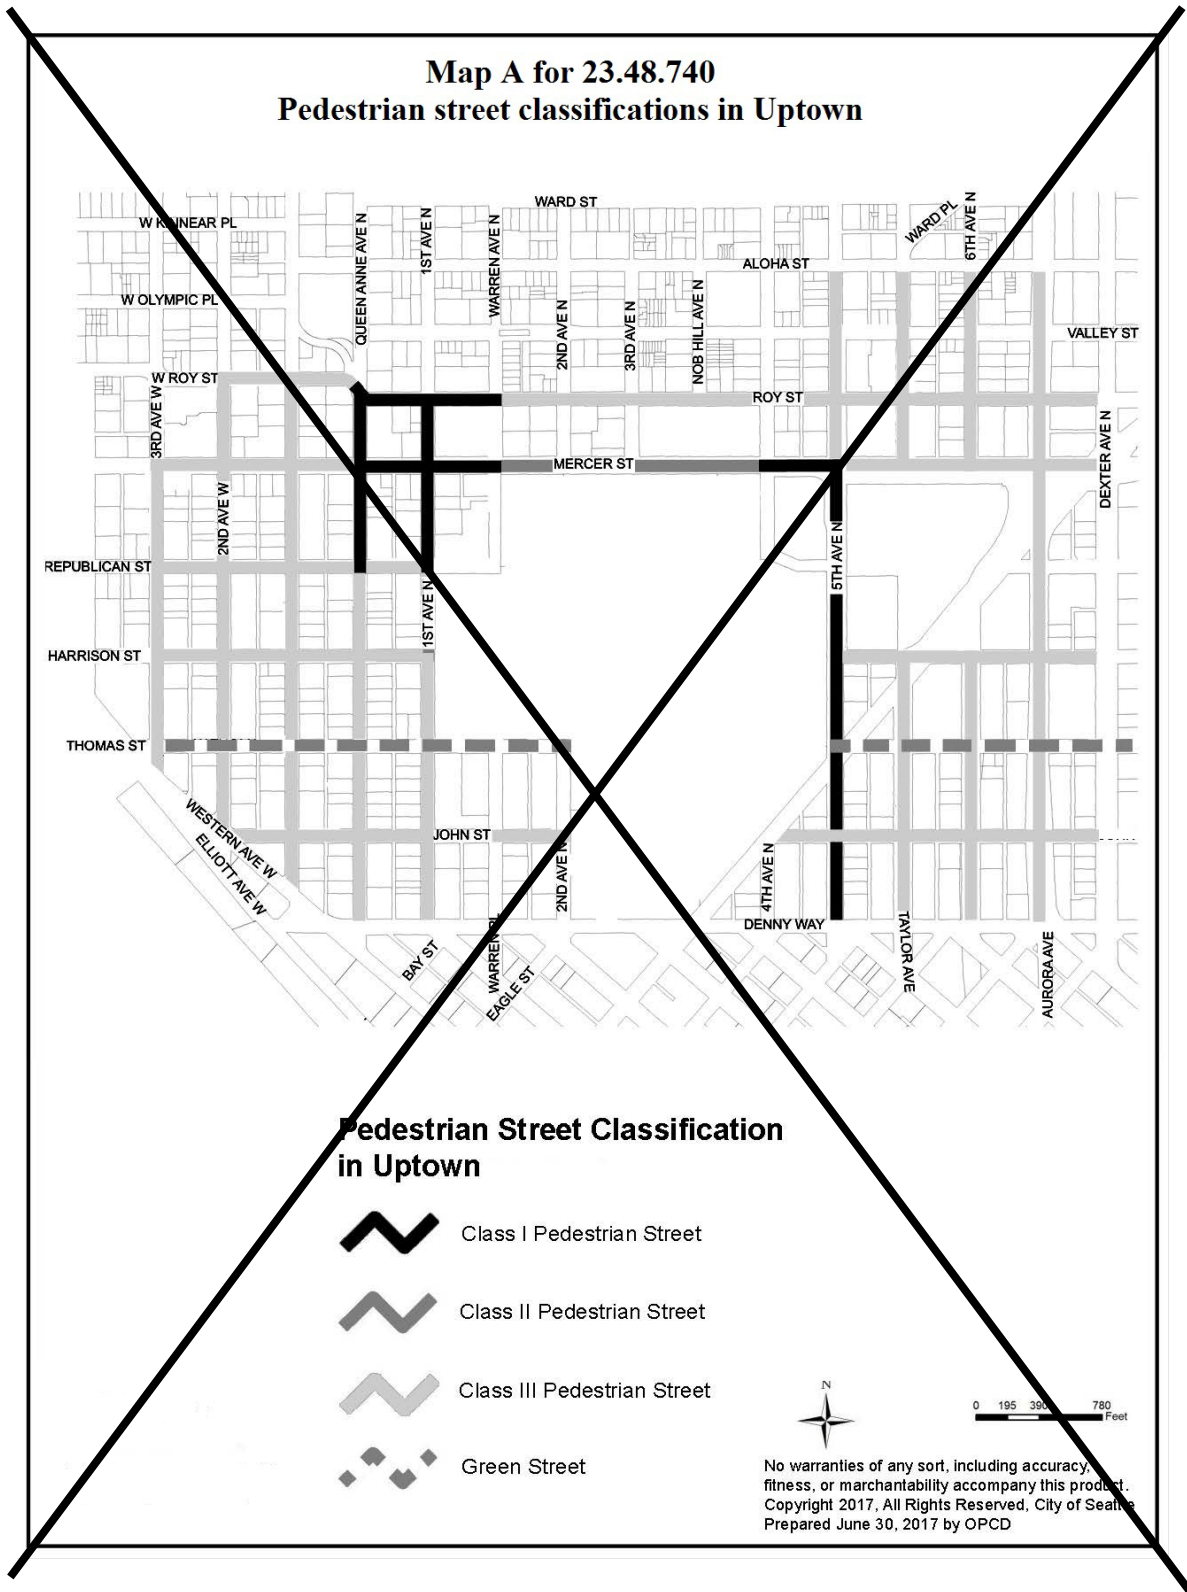 Map A for 23.48.740
Pedestrian street classifications in Uptown
WARD ST
W KINNEAR PL
QUEEN ANNE AVE N
1ST AVE N
WARREN AVE N
WARD PL
6TH AVE N
ALOHA ST
W OLYMPIC PL
2ND AVE N
3RD AVE N
NOB HILL AVE N
VALLEY ST
W ROY ST
3RD AVE W
ROY ST
DEXTER AVE N
MERCER ST
2ND AVE W
5TH AVE N
REPUBLICAN ST
1ST AVE N
HARRISON ST
THOMAS ST
WESTERN AVE W
ELLIOTT AVE W
JOHN ST
2ND AVE N
4TH AVE N
DENNY WAY
TAYLOR AVE
AURORA AVE
BAY ST
WARREN PL
EAGLE ST
Pedestrian Street Classification
in Uptown
Class I Pedestrian Street
Class II Pedestrian Street
Class III Pedestrian Street
Green Street
N
0 195 390 780
Feet
No warranties of any sort, including accuracy,
fitness, or marchantability accompany this product.
Copyright 2017, All Rights Reserved, City of Seattle
Prepared June 30, 2017 by OPCD